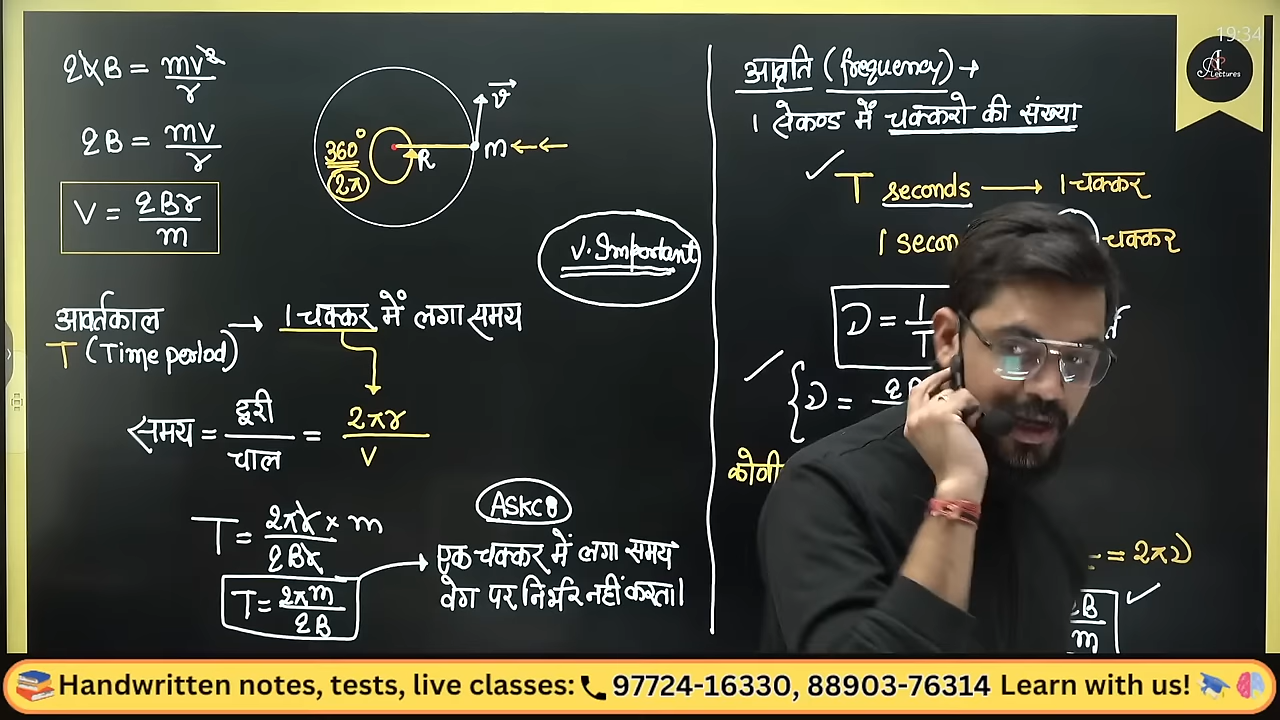 qvB = mv²/r
qB = mv/r
V = qBr/m
360°
2π
R
v⃗
m
V. Important
आवर्तकाल → 1 चक्कर में लगा समय
T (Time period)
समय = दूरी/चाल = 2πr/V
T = 2πr × m/qBr
T = 2πm/qB
ASKED
एक चक्कर में लगा समय
वेग पर निर्भर नहीं करता।
आवृति (frequency) →
1 सेकण्ड में चक्करो की संख्या
T seconds → 1 चक्कर
1 चक्कर
ν = 1/T
ν =
कोणी
= 2πν
qB/m
19:34
A
Lectures
Handwritten notes, tests, live classes: 97724-16330, 88903-76314 Learn with us!